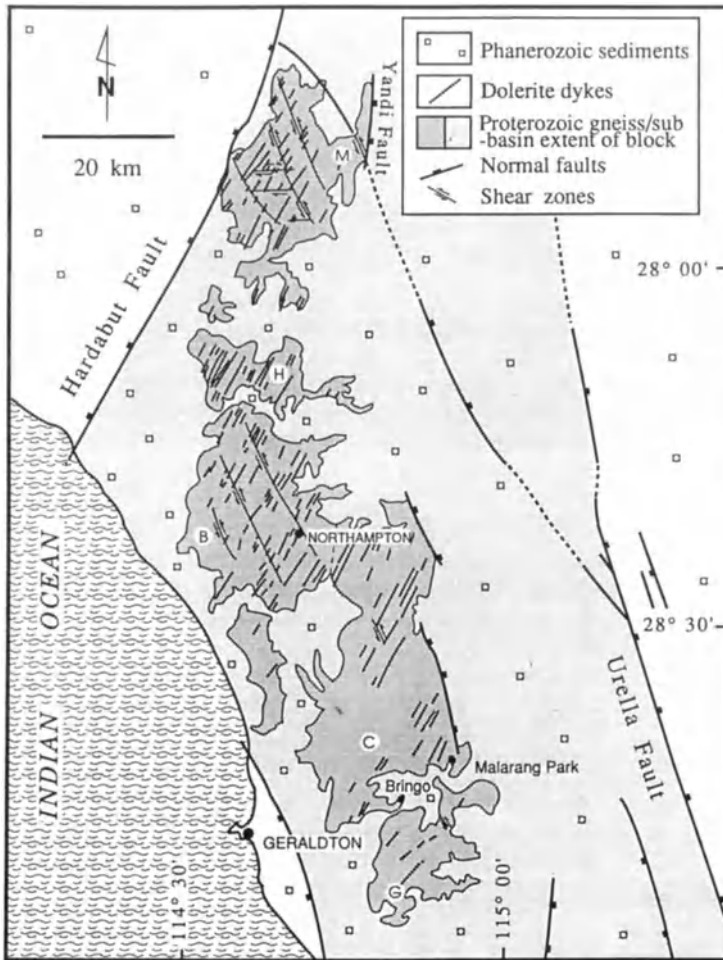 N
20 km
Phanerozoic sediments
Dolerite dykes
Proterozoic gneiss/sub
-basin extent of block
Normal faults
Shear zones
Yandi Fault
M
Hardabut Fault
28° 00'
H
B
NORTHAMPTON
INDIAN OCEAN
28° 30'
Urella Fault
C
Malarang Park
Bringo
GERALDTON
G
114° 30'
115° 00'